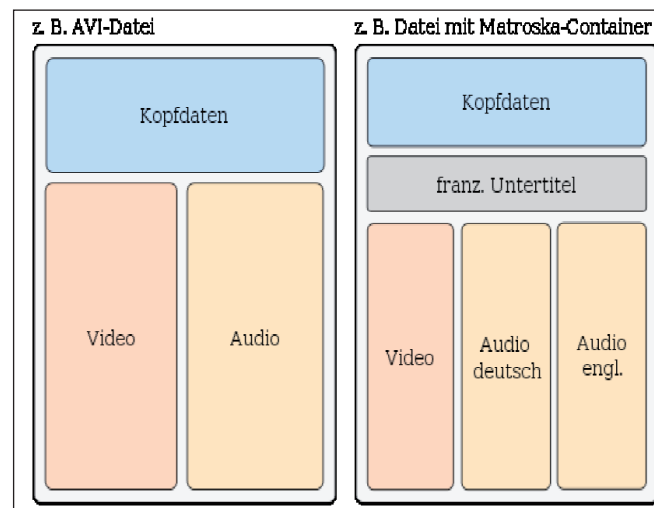 z. B. AVI-Datei
Kopfdaten
Video
Audio
z. B. Datei mit Matroska-Container
Kopfdaten
franz. Untertitel
Video
Audio
deutsch
Audio
engl.